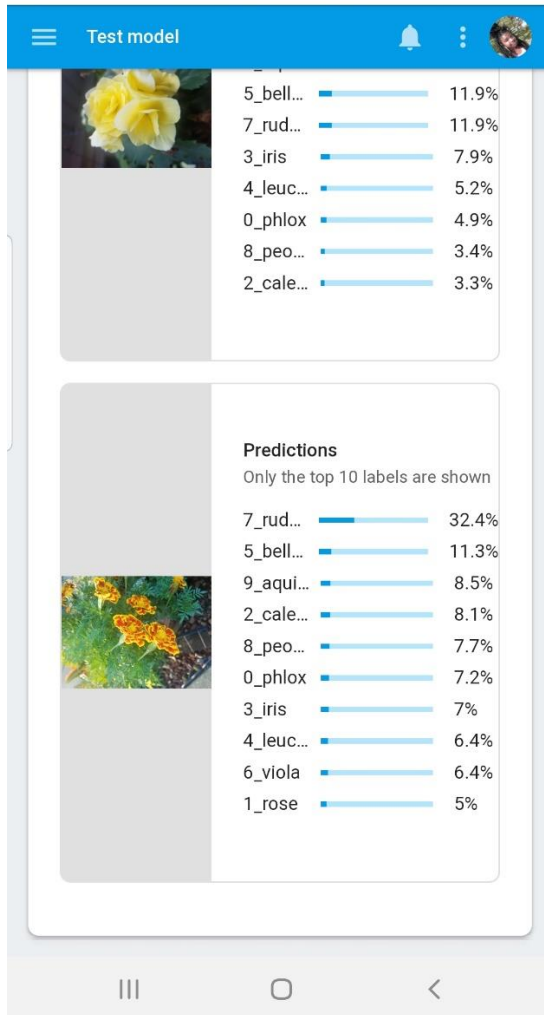 Test model
5_bell... 11.9%
7_rud... 11.9%
3_iris 7.9%
4_leuc... 5.2%
0_phlox 4.9%
8_peo... 3.4%
2_cale... 3.3%
Predictions
Only the top 10 labels are shown
7_rud... 32.4%
5_bell... 11.3%
9_aqui... 8.5%
2_cale... 8.1%
8_peo... 7.7%
0_phlox 7.2%
3_iris 7%
4_leuc... 6.4%
6_viola 6.4%
1_rose 5%